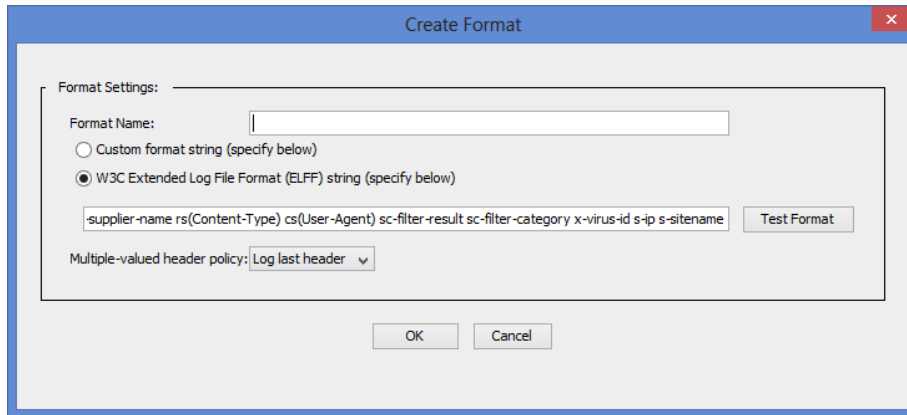 Create Format
Format Settings:
Format Name:
Custom format string (specify below)
W3C Extended Log File Format (ELFF) string (specify below)
-supplier-name rs(Content-Type) cs(User-Agent) sc-filter-result sc-filter-category x-virus-id s-ip s-sitename Test Format
Multiple-valued header policy: Log last header
OK Cancel